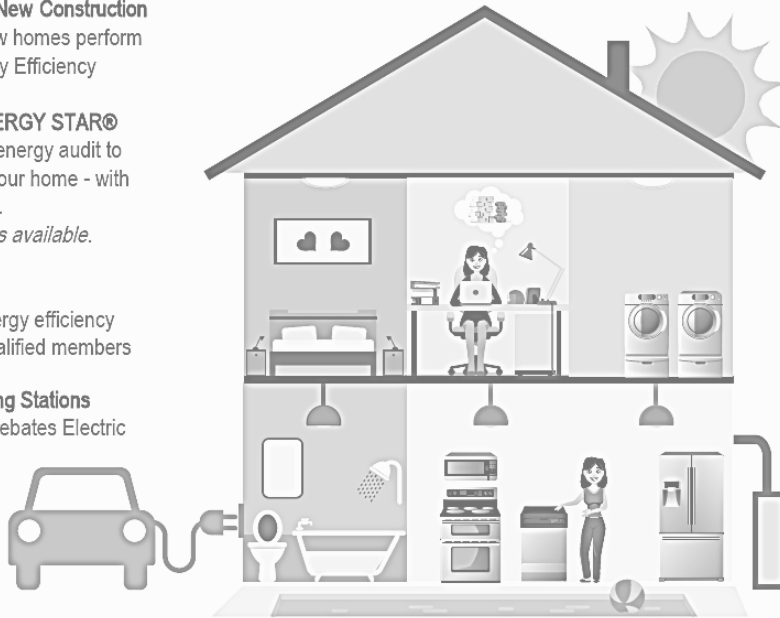 New Construction
w homes perform
y Efficiency
ERGY STAR®
energy audit to
our home - with
.
s available.
ergy efficiency
alified members
ng Stations
ebates Electric